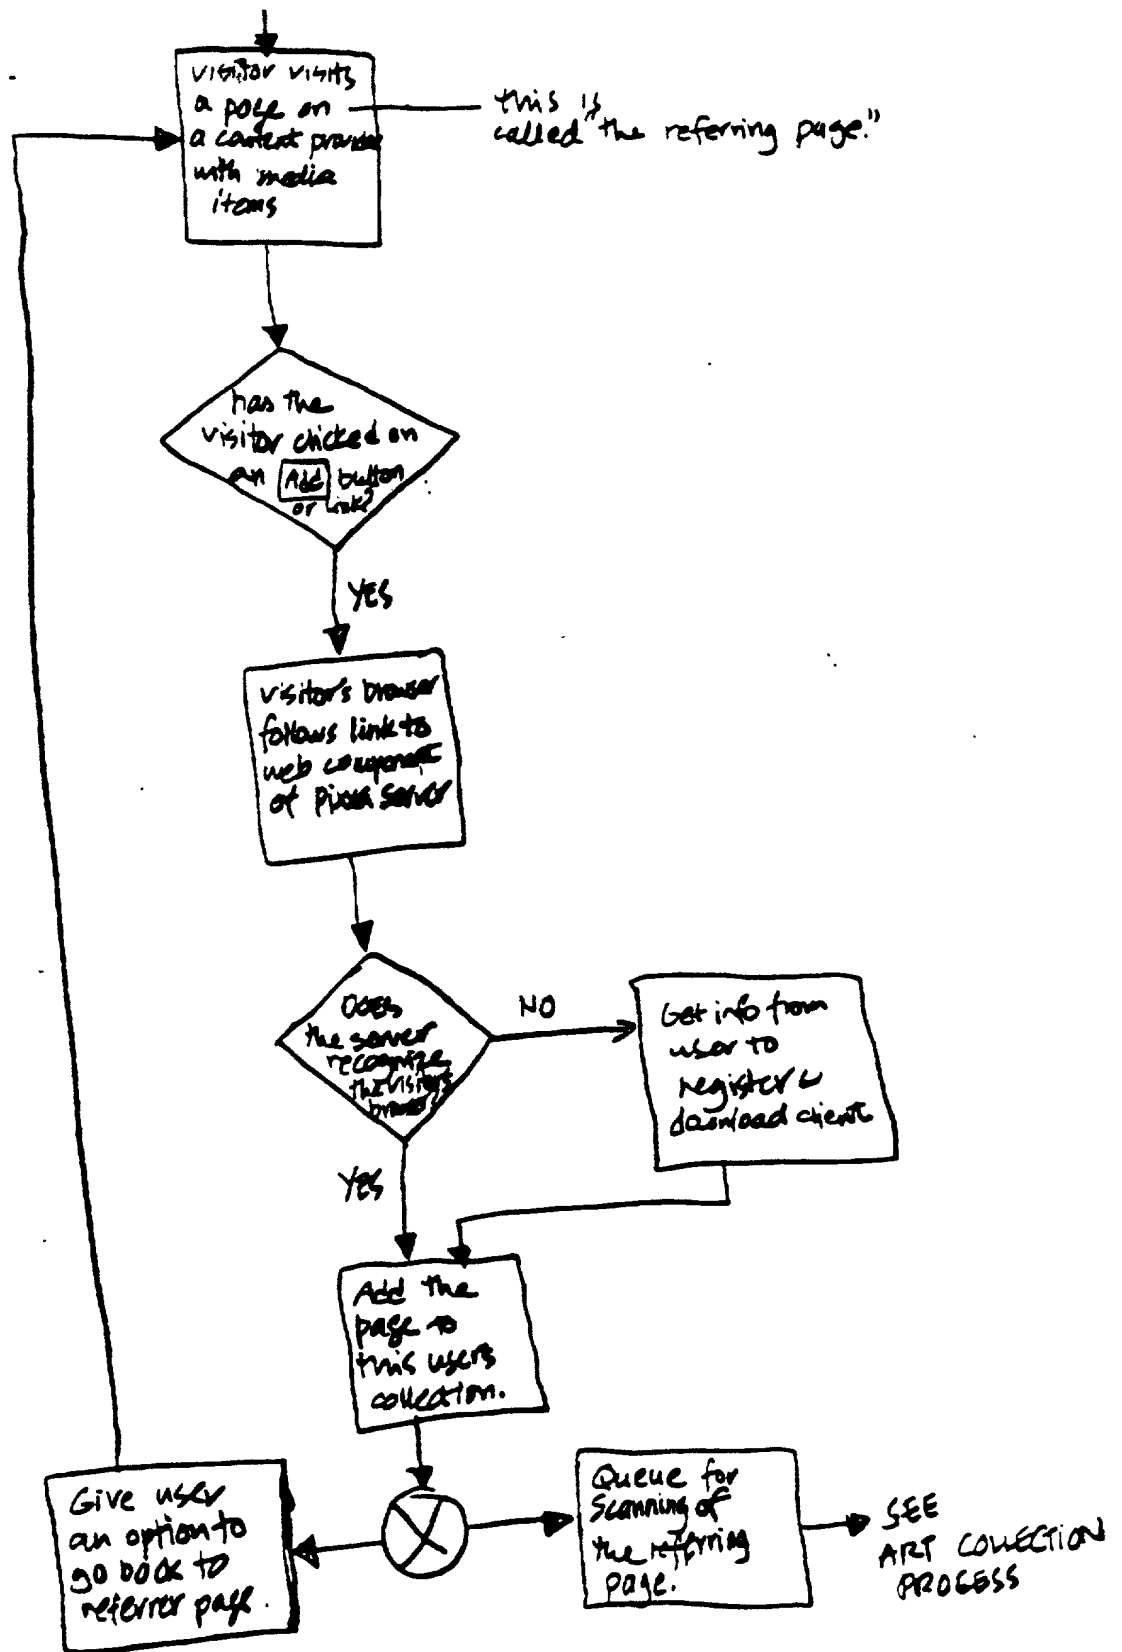 visitor visits
a page on
a content provider
with media
items
this is
called "the referring page."
has the
visitor clicked on
an Add button
or link?
YES
visitor's browser
follows link to
web component
of Pixxa server
Does
the server
recognize
the visitor's
browser?
NO
Get info from
user to
register &
download client
YES
Add the
page to
this users
collection.
Give user
an option to
go back to
referrer page.
Queue for
scanning of
the referring
page.
SEE
ART COLLECTION
PROCESS